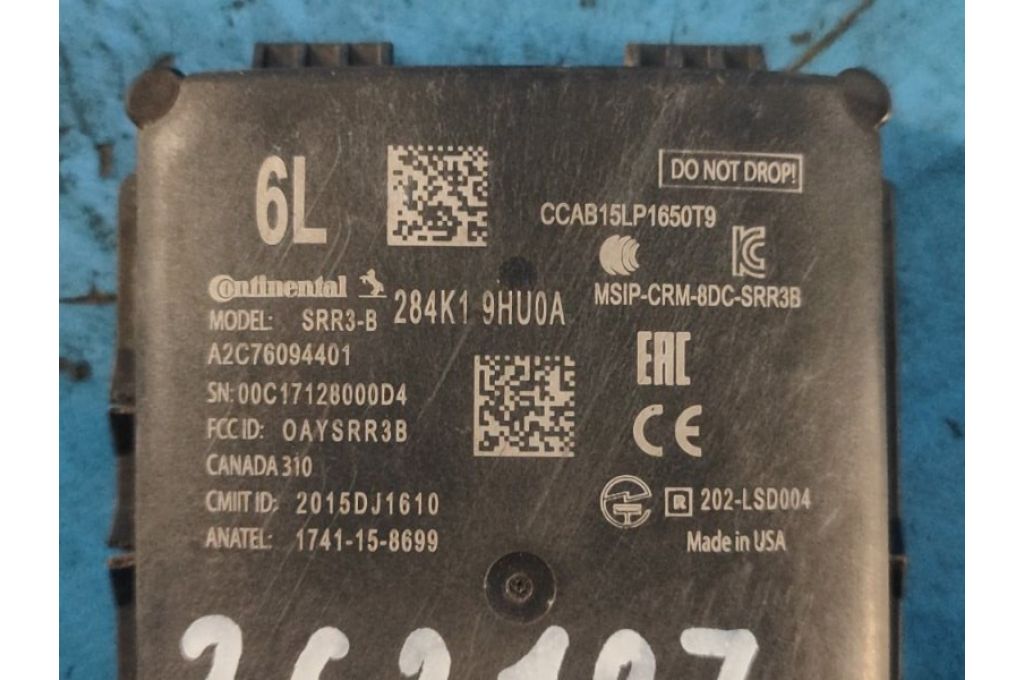 6L
DO NOT DROP!
CCAB15LP1650T9
Continental
284K1 9HU0A
MSIP-CRM-8DC-SRR3B
MODEL: SRR3-B
A2C76094401
EAC
SN: 00C17128000D4
CE
FCC ID: OAYSRR3B
CANADA 310
CMIIT ID: 2015DJ1610
R 202-LSD004
ANATEL: 1741-15-8699
Made in USA